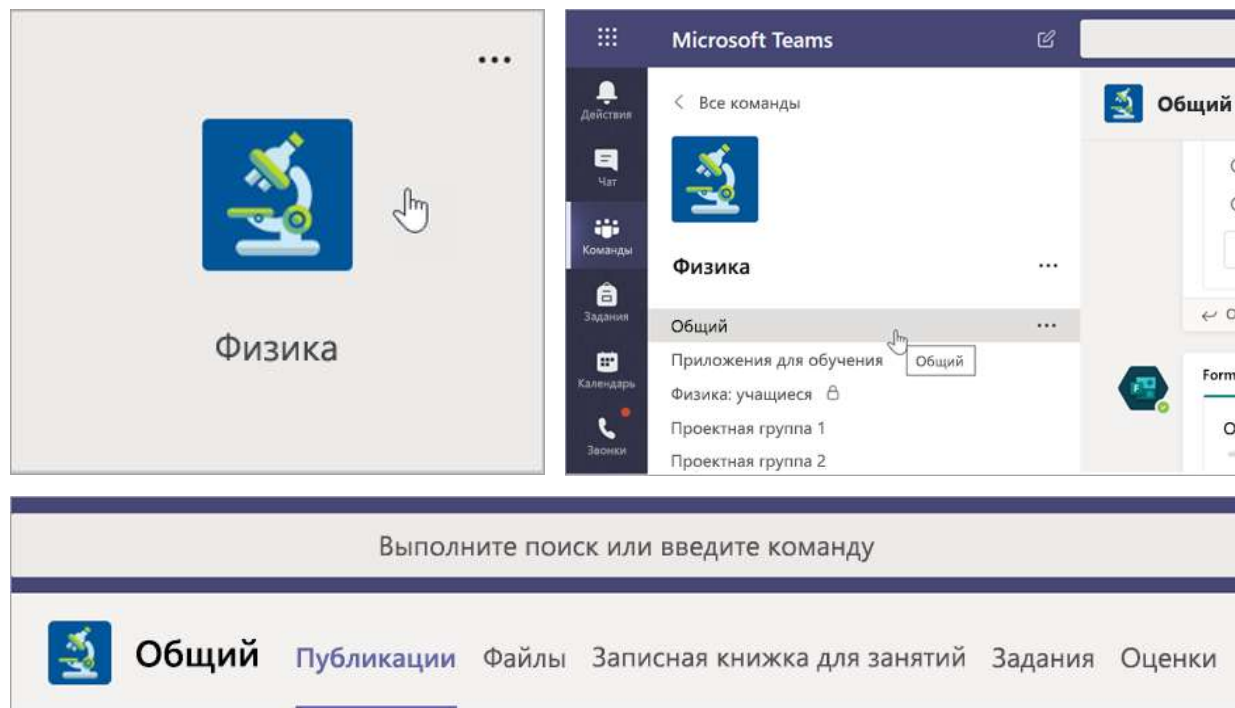 Физика
Microsoft Teams
Действия
Все команды
Общий
Чат
Команды
Физика
Задания
Общий
Приложения для обучения
Общий
Календарь
Физика: учащиеся
Form
Проектная группа 1
Звонки
Проектная группа 2
Выполните поиск или введите команду
Общий Публикации Файлы Записная книжка для занятий Задания Оценки